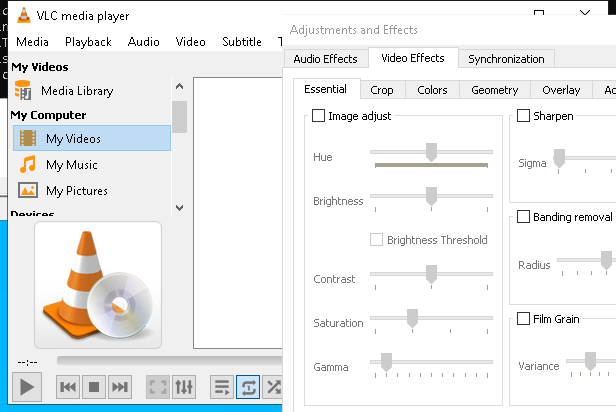 VLC media player
Media Playback Audio Video Subtitle T
My Videos
Media Library
My Computer
My Videos
My Music
My Pictures
Devices
--:--
Adjustments and Effects
Audio Effects Video Effects Synchronization
Essential Crop Colors Geometry Overlay
Image adjust
Hue
Brightness
Brightness Threshold
Contrast
Saturation
Gamma
Sharpen
Sigma
Banding removal
Radius
Film Grain
Variance